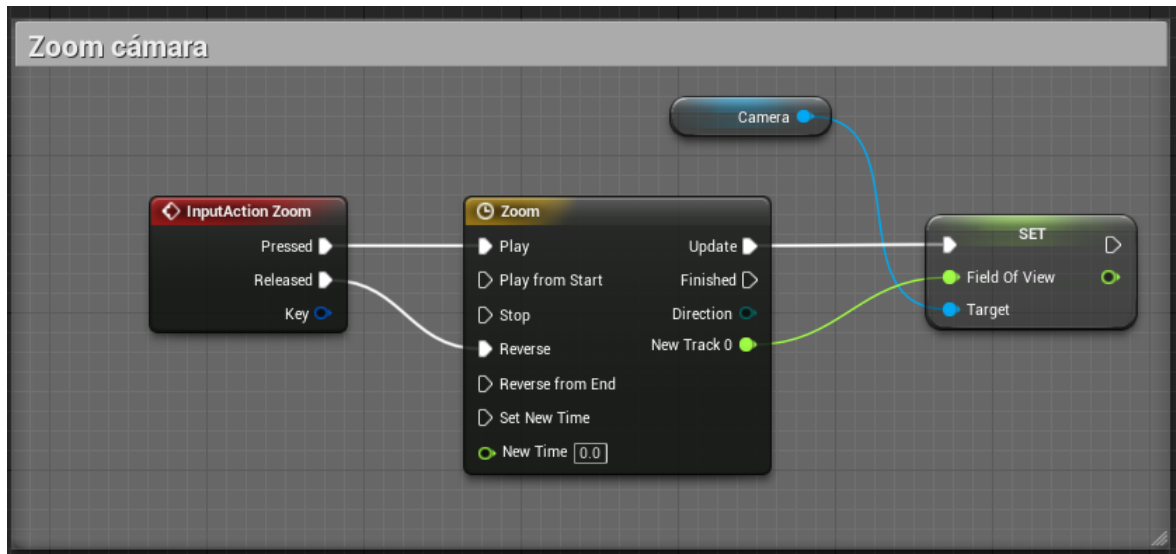 Zoom cámara
Camera
InputAction Zoom
Pressed
Released
Key
Zoom
Play
Update
Play from Start
Finished
Stop
Direction
Reverse
New Track 0
Reverse from End
Set New Time
New Time 0.0
SET
Field Of View
Target